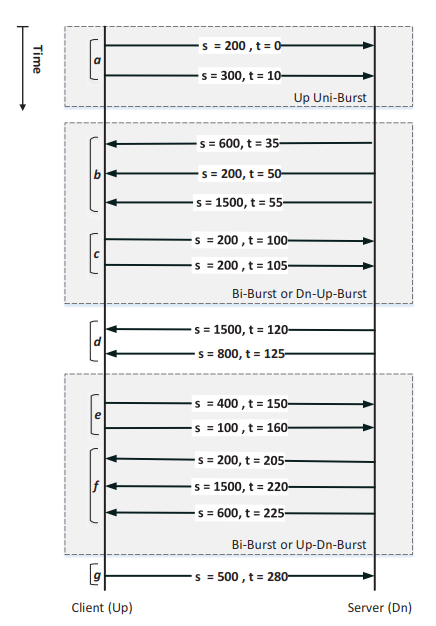 Time
a
s = 200 , t = 0
s = 300, t = 10
Up Uni-Burst
b
s = 600, t = 35
s = 200, t = 50
s = 1500, t = 55
c
s = 200 , t = 100
s = 200 , t = 105
Bi-Burst or Dn-Up-Burst
d
s = 1500, t = 120
s = 800, t = 125
e
s = 400 , t = 150
s = 100 , t = 160
f
s = 200, t = 205
s = 1500, t = 220
s = 600, t = 225
Bi-Burst or Up-Dn-Burst
g
s = 500 , t = 280
Client (Up)
Server (Dn)